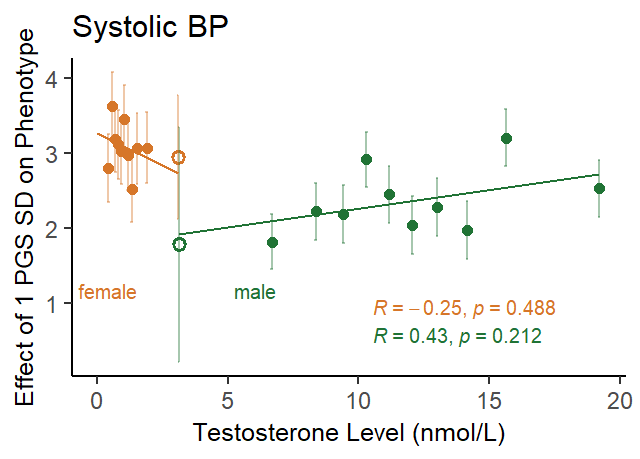 Systolic BP
Effect of 1 PGS SD on Phenotype
4
3
2
1
female
male
R = −0.25, p = 0.488
R = 0.43, p = 0.212
0 5 10 15 20
Testosterone Level (nmol/L)